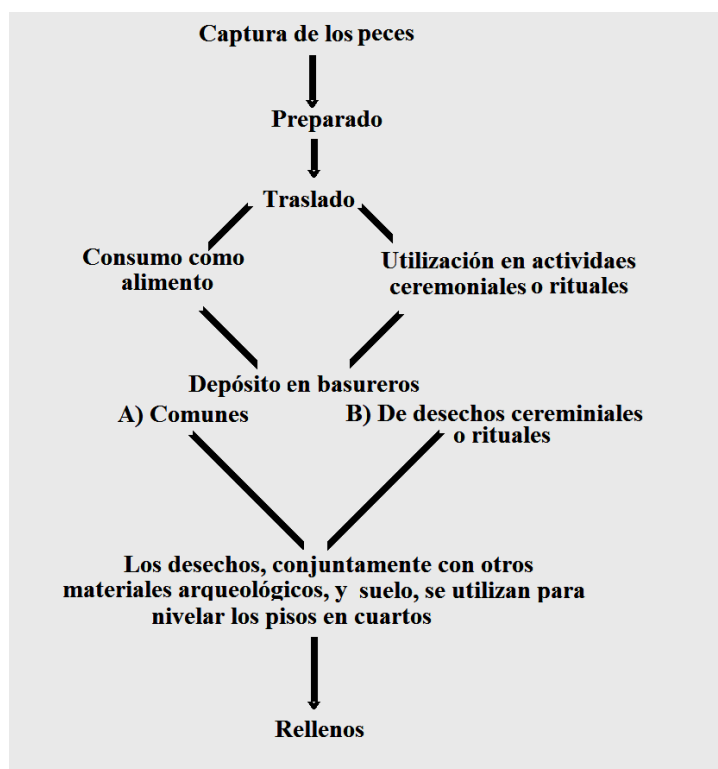 Captura de los peces
Preparado
Traslado
Consumo como
alimento
Utilización en actividaes
ceremoniales o rituales
Depósito en basureros
A) Comunes
B) De desechos cereminiales
o rituales
Los desechos, conjuntamente con otros
materiales arqueológicos, y suelo, se utilizan para
nivelar los pisos en cuartos
Rellenos